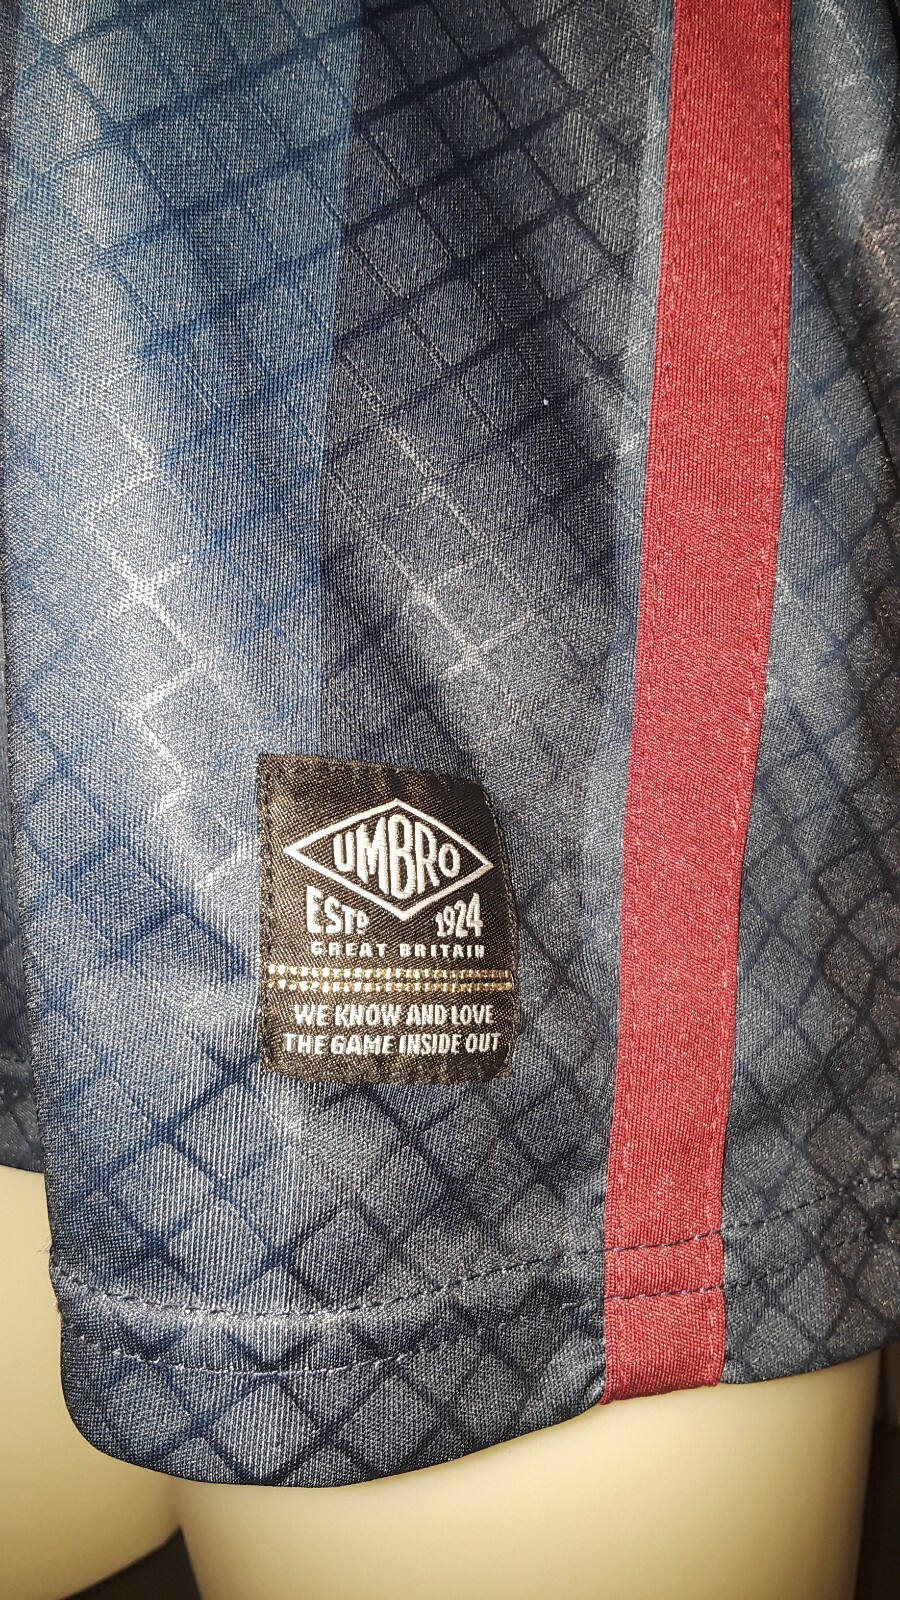 UMBRO
ESTD 1924
GREAT BRITAIN
WE KNOW AND LOVE
THE GAME INSIDE OUT